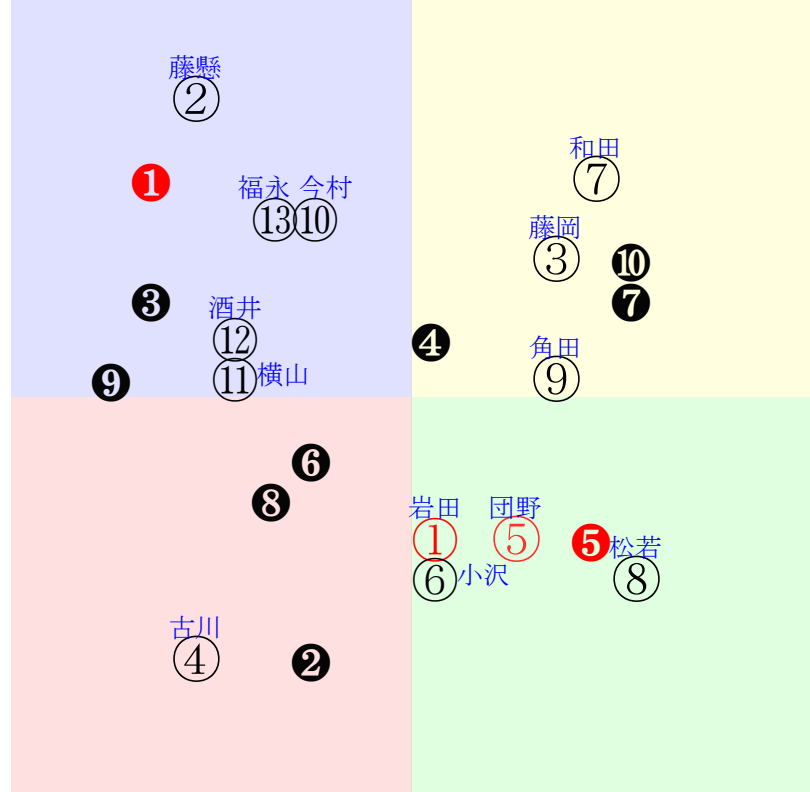 藤懸
②
❶
和田
⑦
福永 今村
⑬⑩
藤岡
③
❿
❸
❼
酒井
⑫
❹
角田
❾
⑪横山
⑨
❻
❽
岩田 団野
①
⑤
❺
松若
⑥小沢
⑧
古川
④
❷